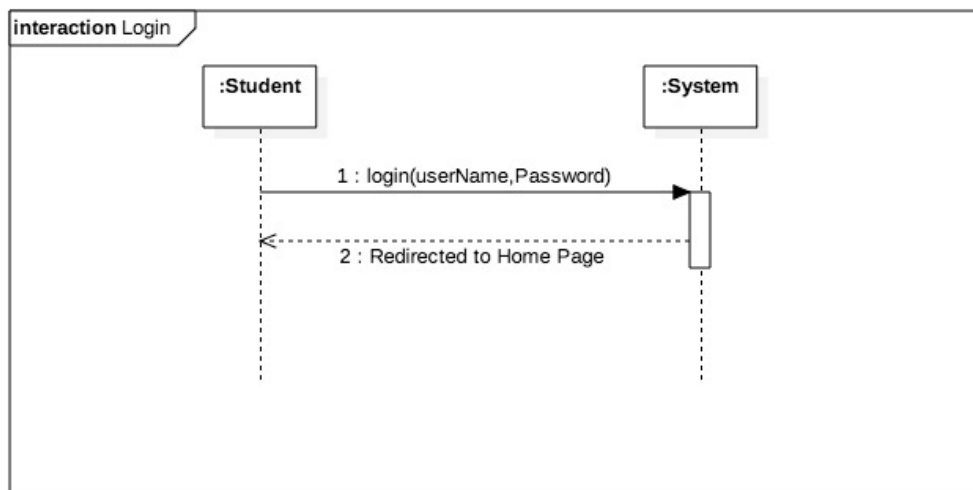 interaction Login
:Student
:System
1 : login(userName,Password)
2 : Redirected to Home Page